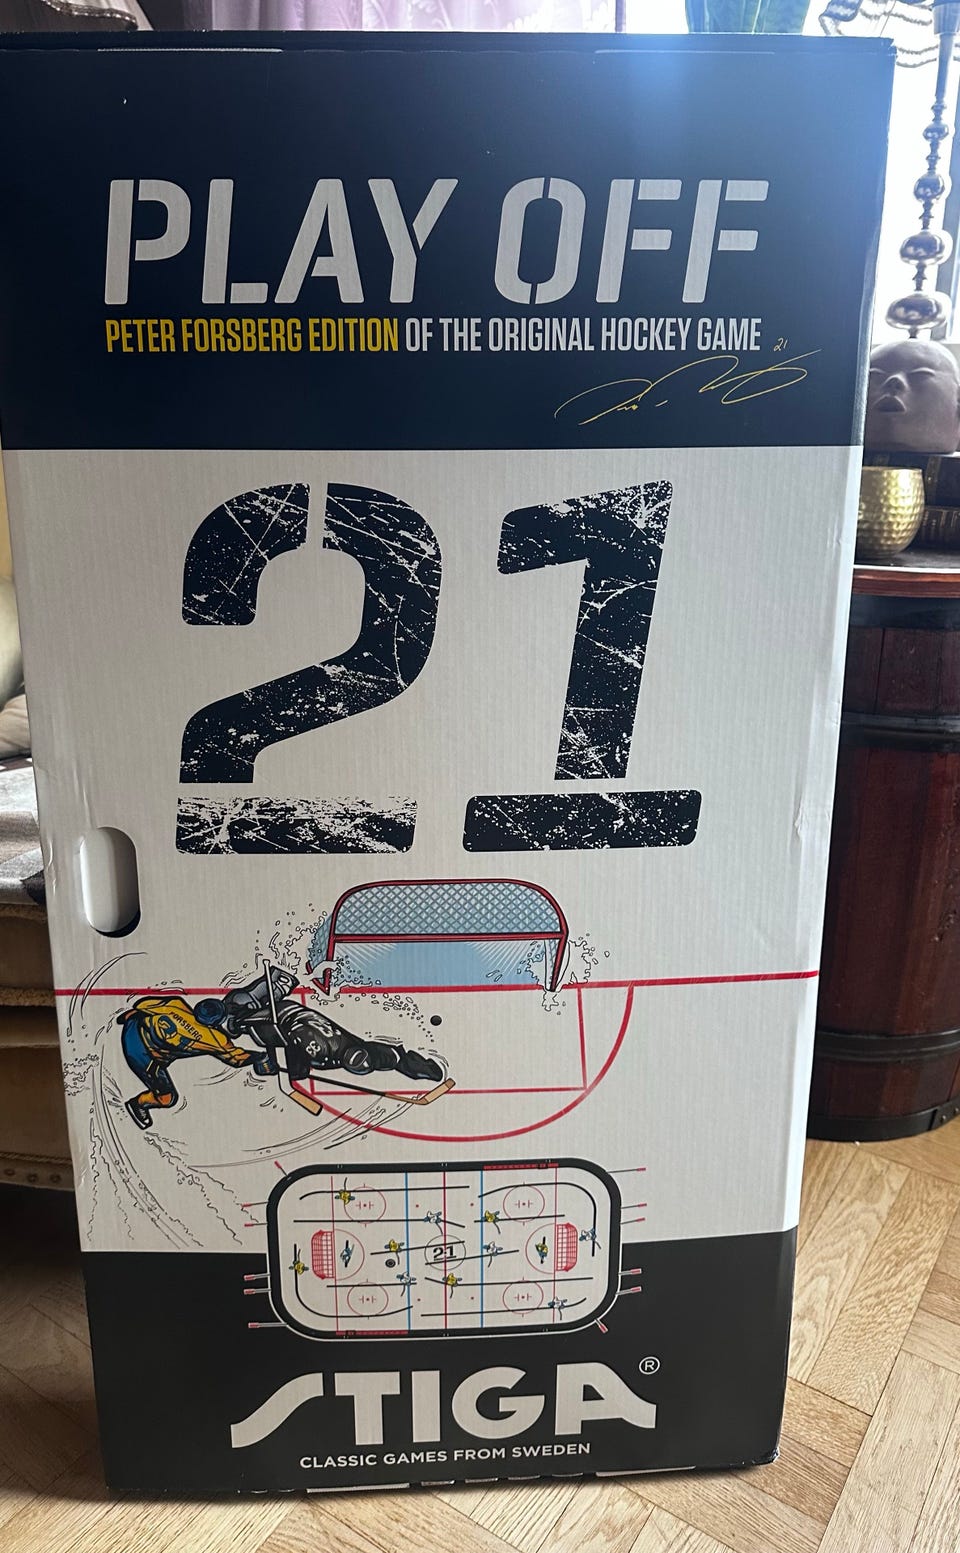 PLAY OFF
PETER FORSBERG EDITION OF THE ORIGINAL HOCKEY GAME
21
21
FORSBERG
21
STIGA®
CLASSIC GAMES FROM SWEDEN